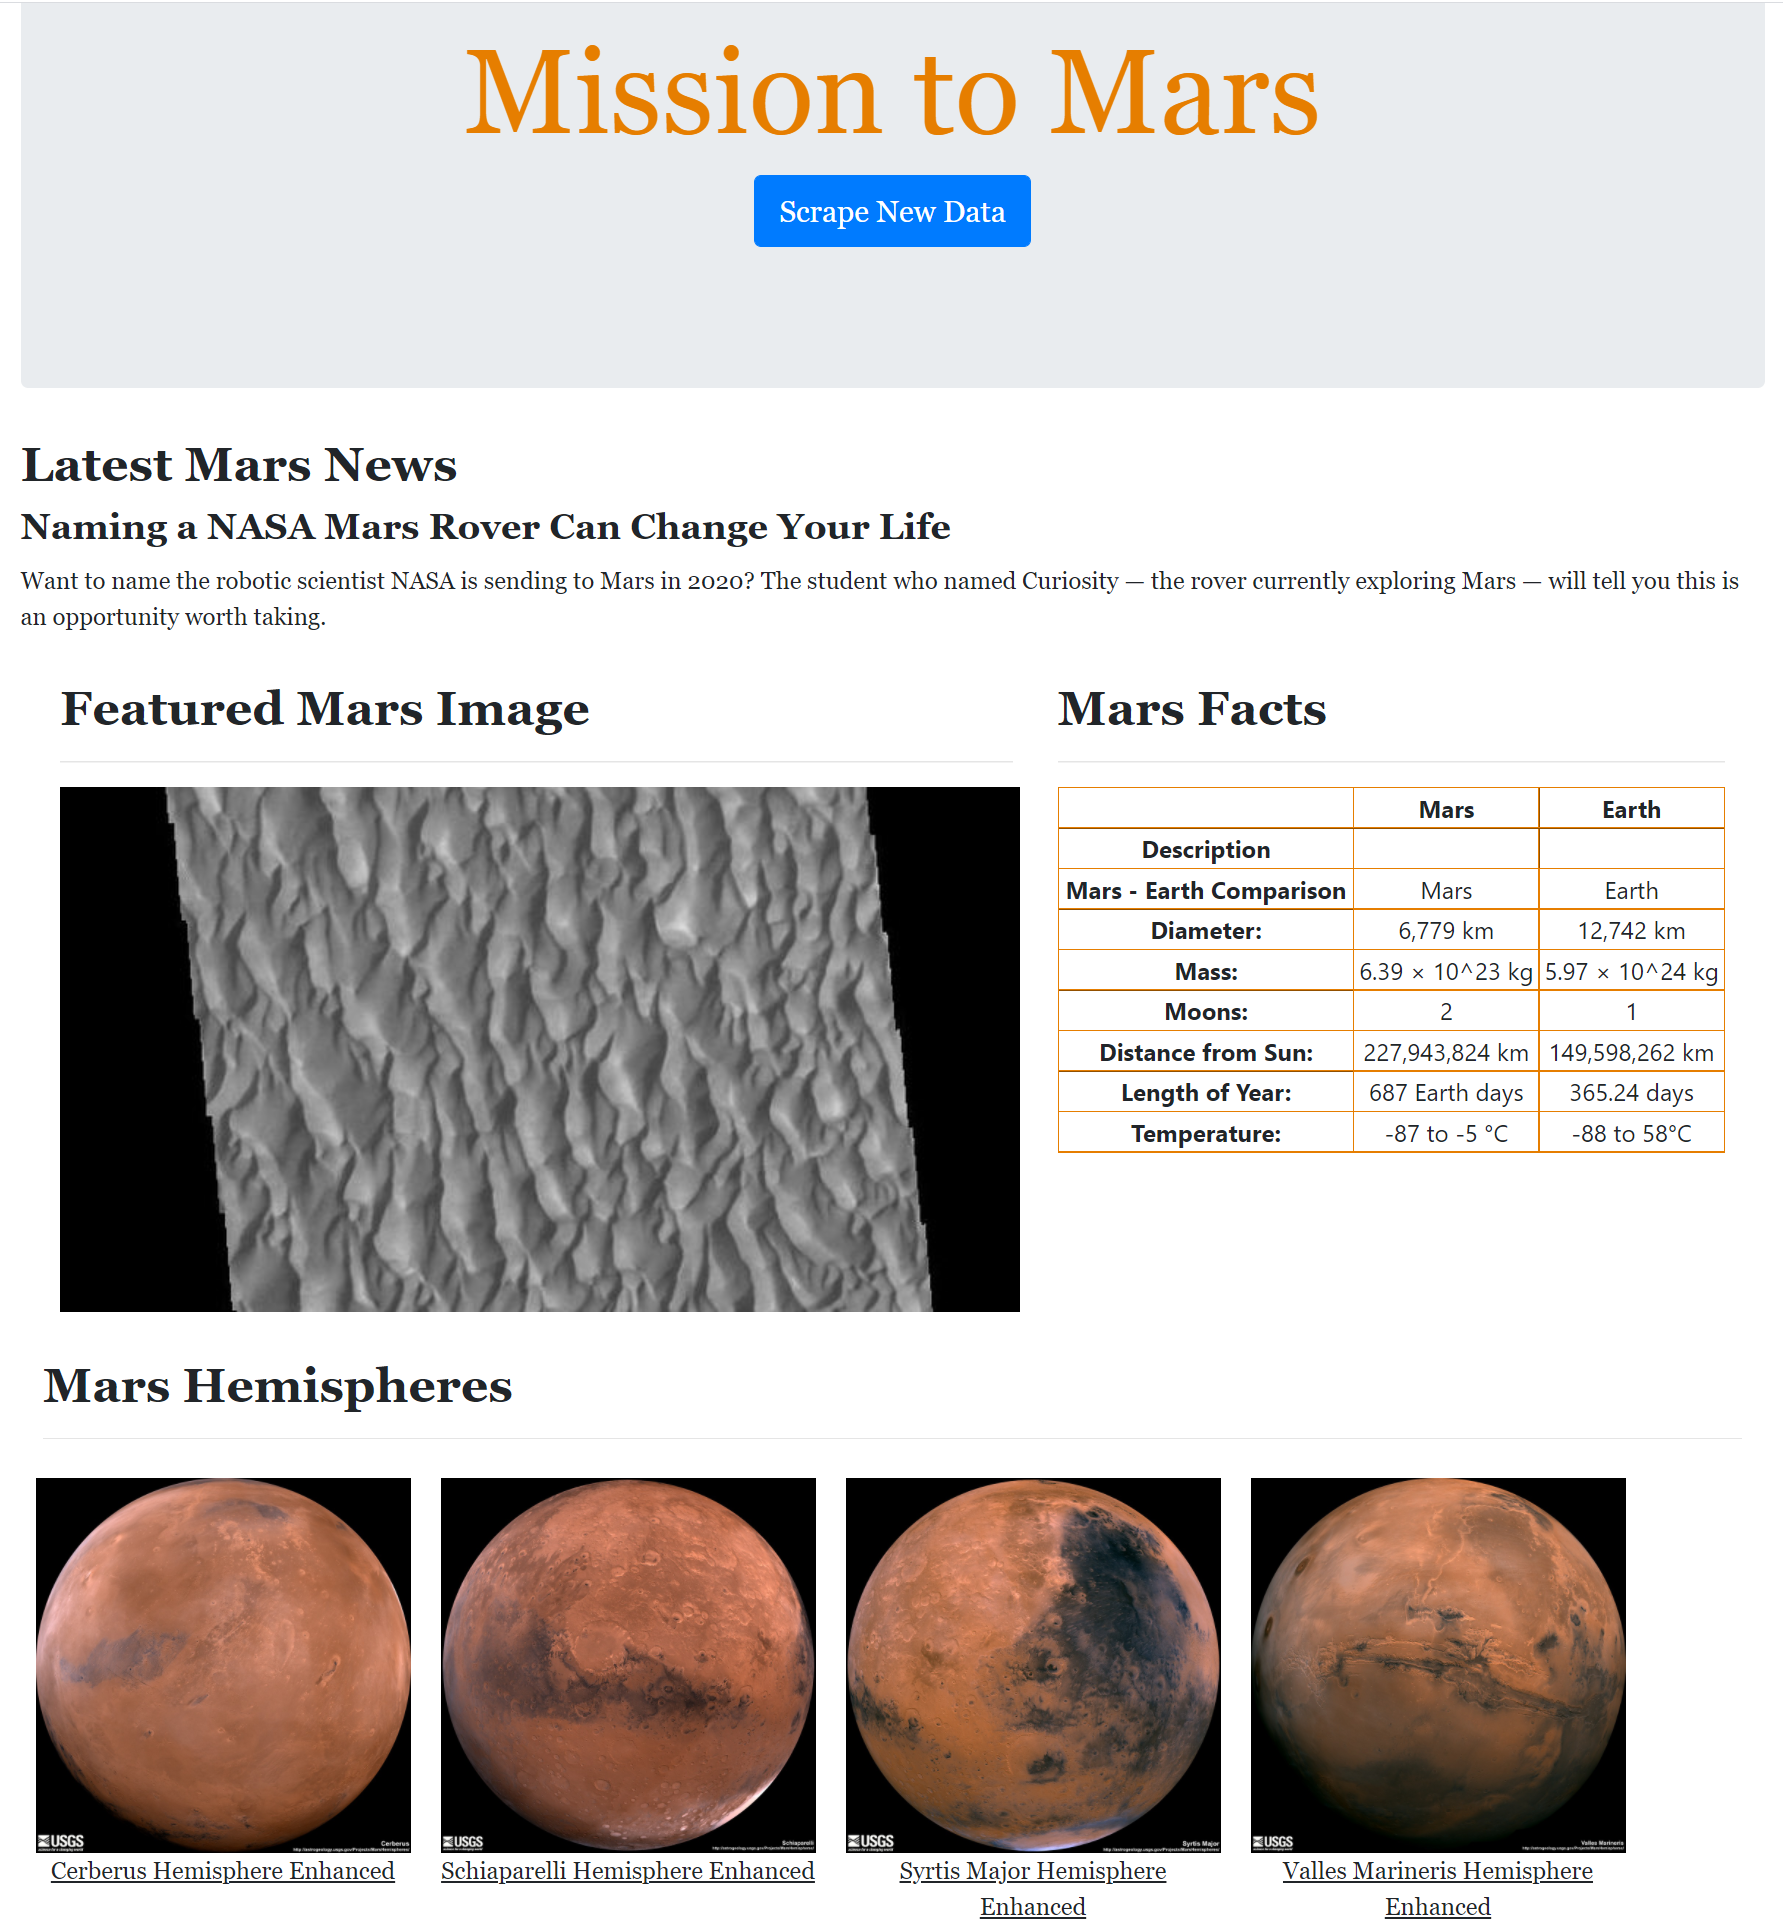 Mission to Mars
Scrape New Data
Latest Mars News
Naming a NASA Mars Rover Can Change Your Life
Want to name the robotic scientist NASA is sending to Mars in 2020? The student who named Curiosity — the rover currently exploring Mars — will tell you this is
an opportunity worth taking.
Featured Mars Image
Mars Facts
Mars Earth
Description
Mars - Earth Comparison Mars Earth
Diameter: 6,779 km 12,742 km
Mass: 6.39 × 10^23 kg 5.97 × 10^24 kg
Moons: 2 1
Distance from Sun: 227,943,824 km 149,598,262 km
Length of Year: 687 Earth days 365.24 days
Temperature: -87 to -5 °C -88 to 58°C
Mars Hemispheres
USGS Cerberus
USGS Schiaparelli
USGS Syrtis Major
USGS Valles Marineris
Cerberus Hemisphere Enhanced
Schiaparelli Hemisphere Enhanced
Syrtis Major Hemisphere
Enhanced
Valles Marineris Hemisphere
Enhanced